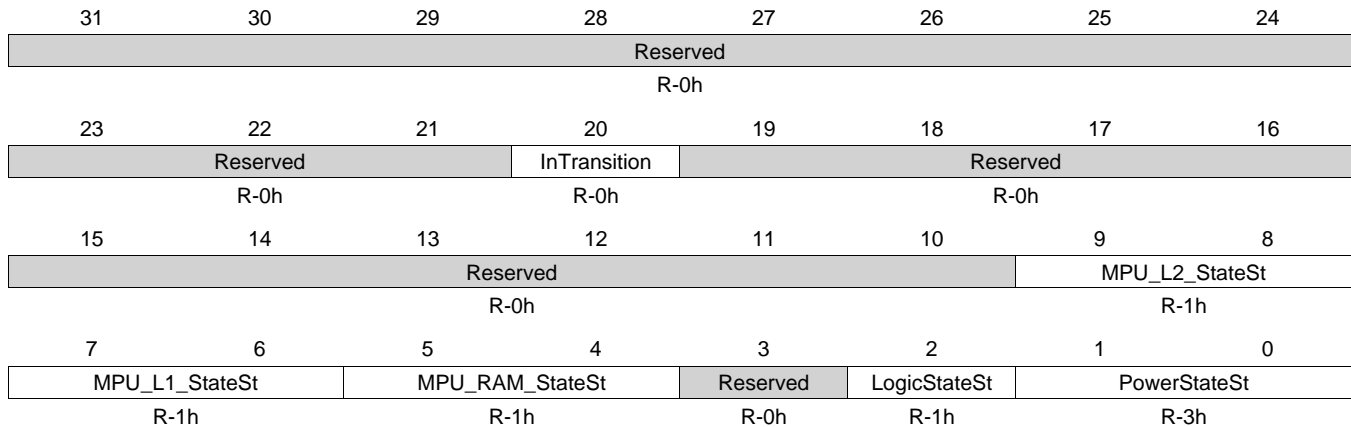 31 30 29 28 27 26 25 24
Reserved
R-0h
23 22 21 20 19 18 17 16
Reserved InTransition Reserved
R-0h R-0h R-0h
15 14 13 12 11 10 9 8
Reserved MPU_L2_StateSt
R-0h R-1h
7 6 5 4 3 2 1 0
MPU_L1_StateSt MPU_RAM_StateSt Reserved LogicStateSt PowerStateSt
R-1h R-1h R-0h R-1h R-3h